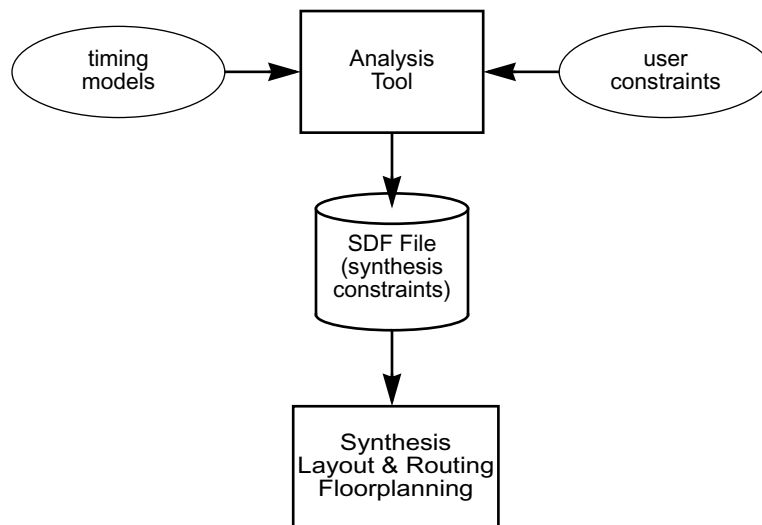 timing
models
Analysis
Tool
user
constraints
SDF File
(synthesis
constraints)
Synthesis
Layout & Routing
Floorplanning